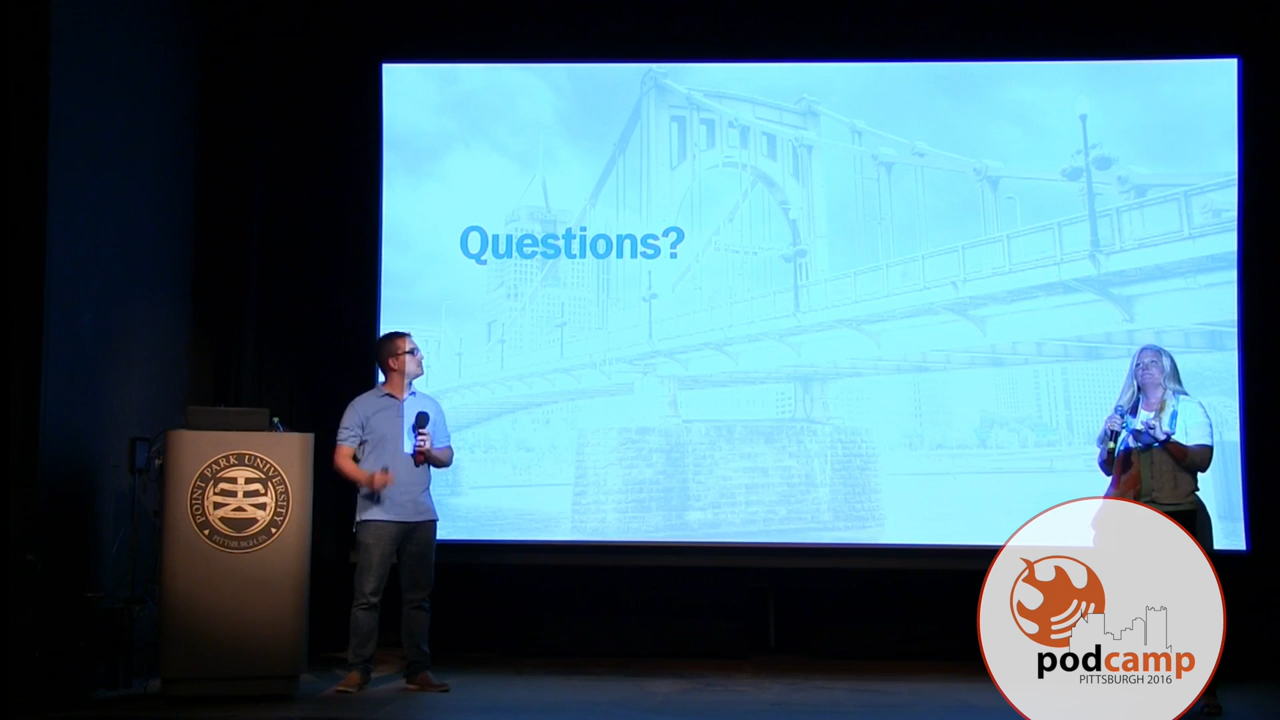 Questions?
POINT PARK UNIVERSITY
PITTSBURGH, PA
podcamp
PITTSBURGH 2016